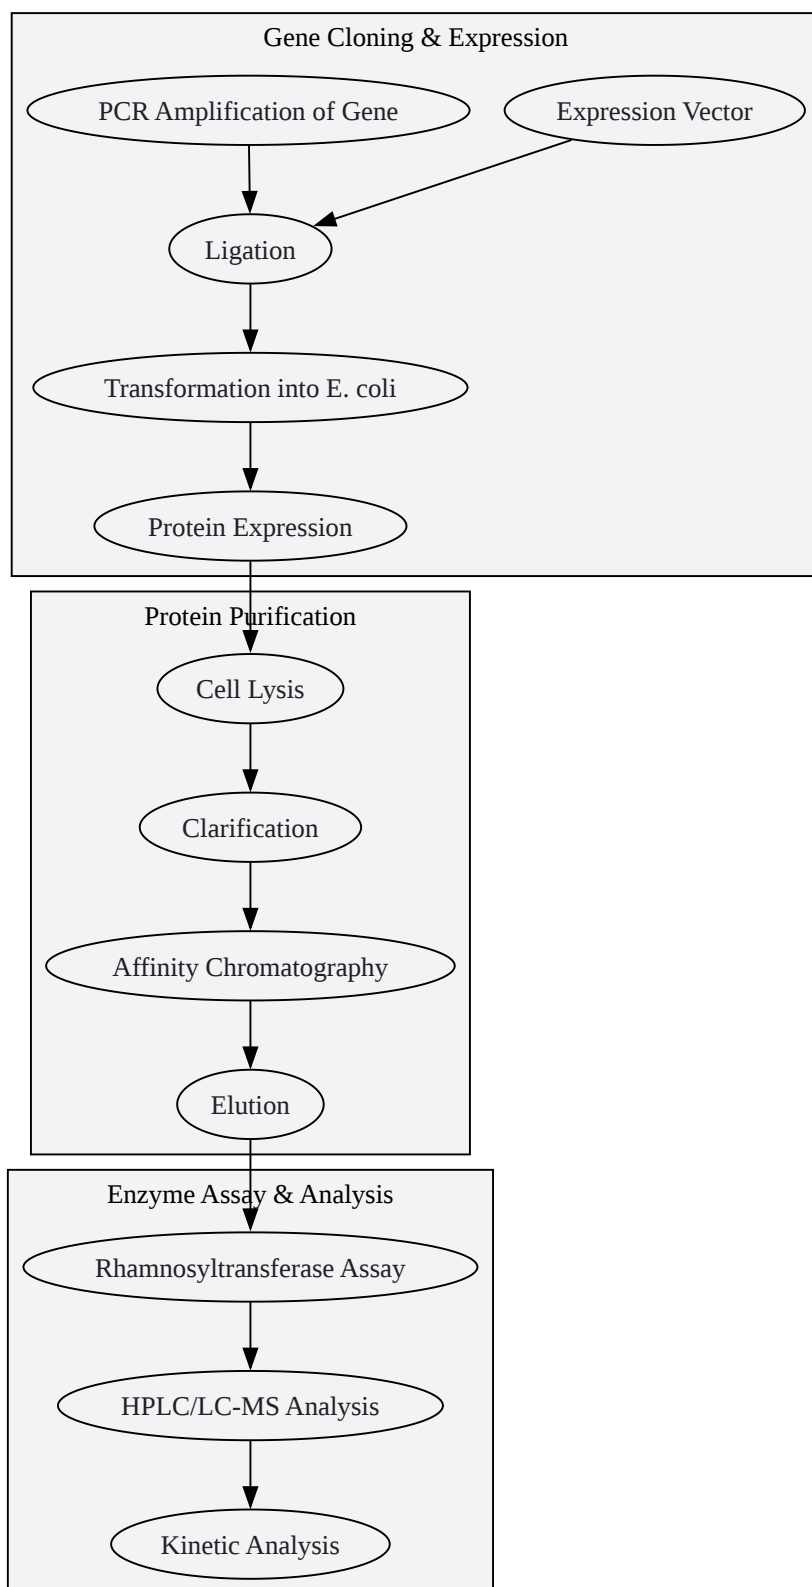 Gene Cloning & Expression
PCR Amplification of Gene
Expression Vector
Ligation
Transformation into E. coli
Protein Expression
Protein Purification
Cell Lysis
Clarification
Affinity Chromatography
Elution
Enzyme Assay & Analysis
Rhamnosyltransferase Assay
HPLC/LC-MS Analysis
Kinetic Analysis